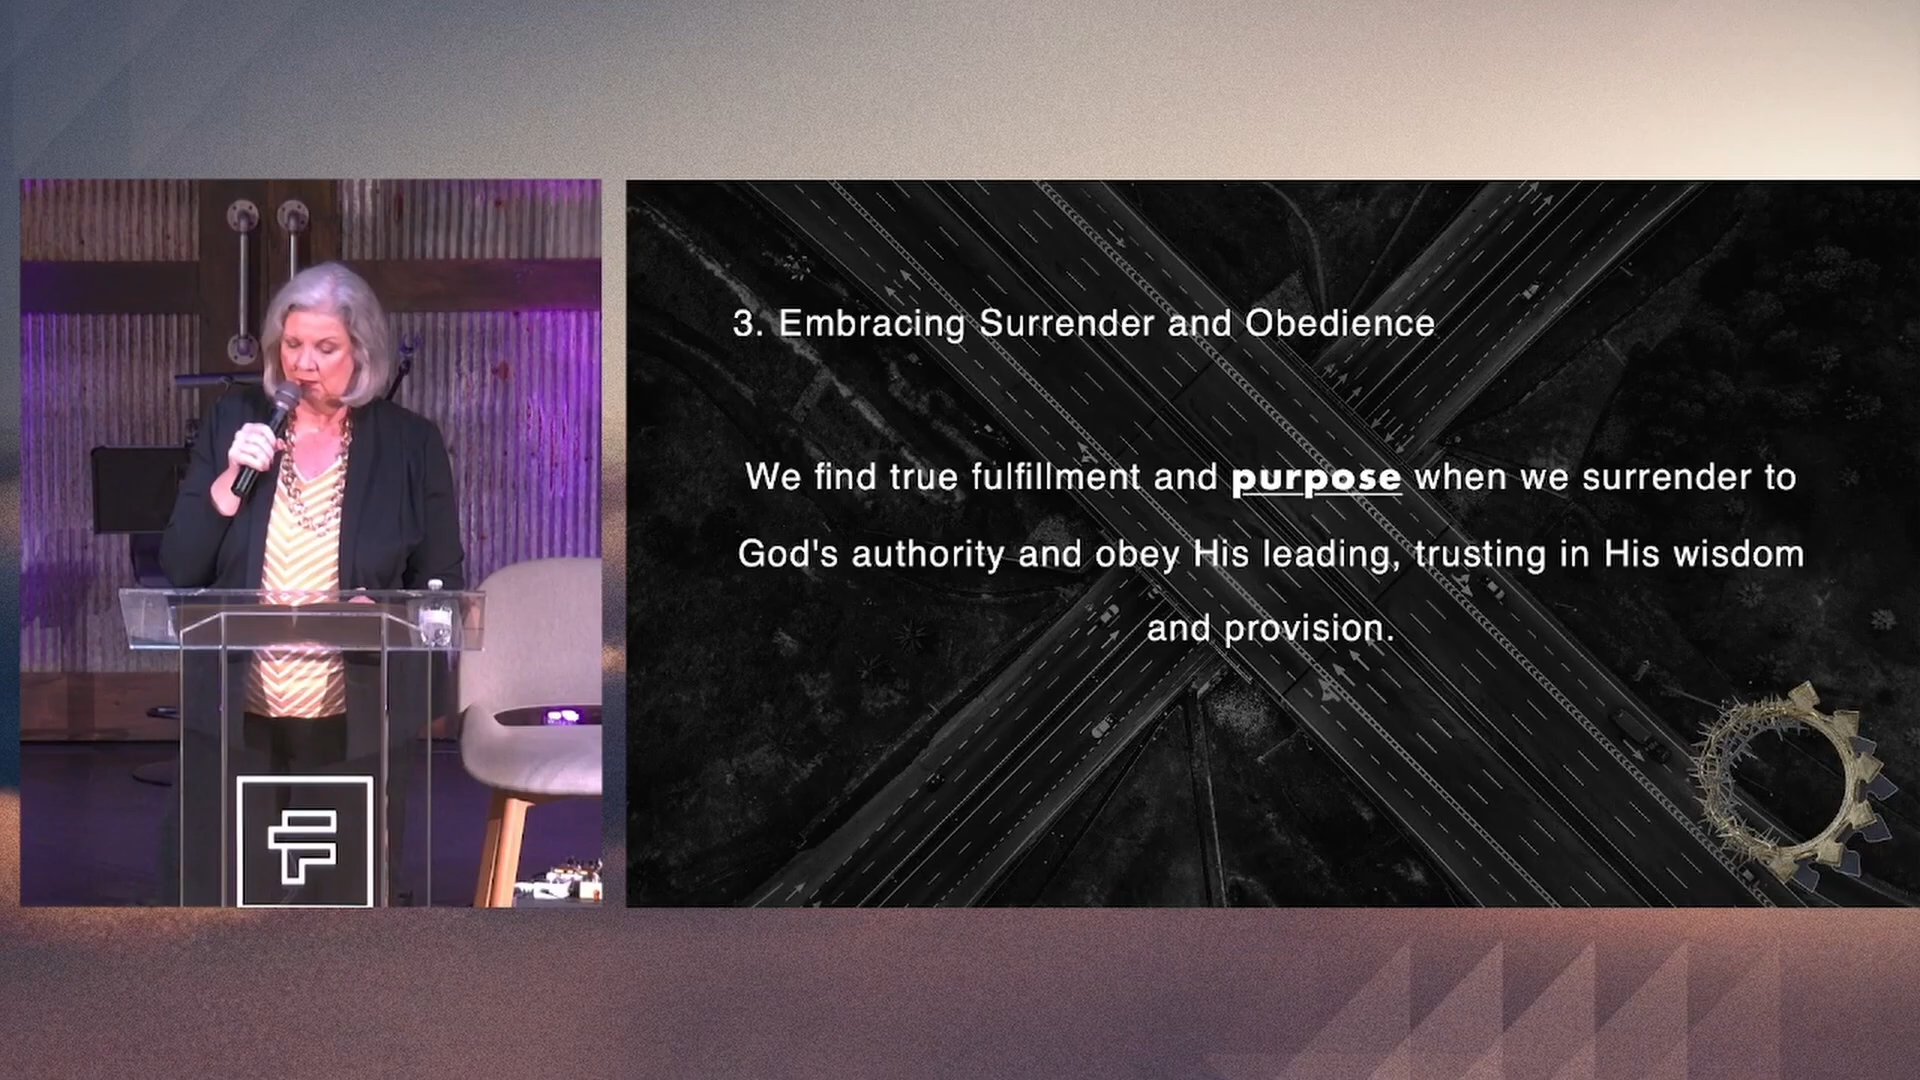 3. Embracing Surrender and Obedience
We find true fulfillment and purpose when we surrender to
God's authority and obey His leading, trusting in His wisdom
and provision.